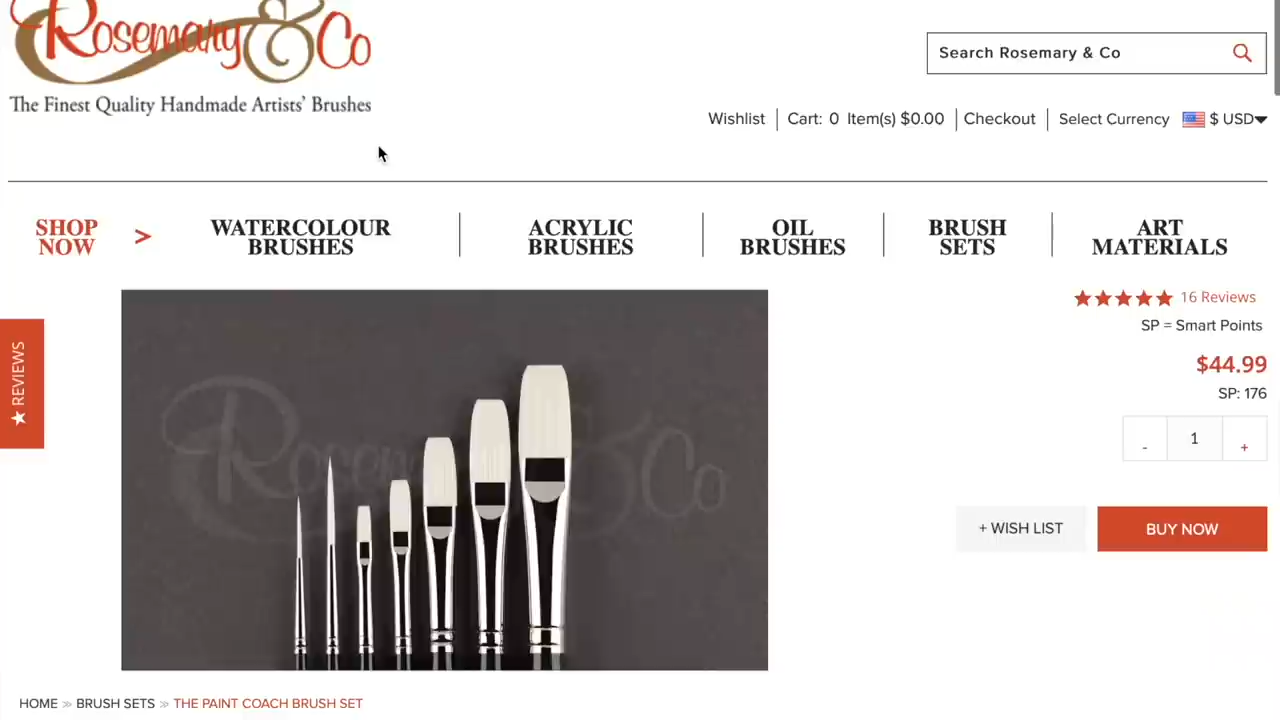 Rosemary & Co
The Finest Quality Handmade Artists' Brushes
Search Rosemary & Co
Wishlist
Cart: 0 Item(s) $0.00
Checkout
Select Currency
$ USD
SHOP NOW
>
WATERCOLOUR BRUSHES
ACRYLIC BRUSHES
OIL BRUSHES
BRUSH SETS
ART MATERIALS
16 Reviews
SP = Smart Points
$44.99
SP: 176
- 1 +
+ WISH LIST
BUY NOW
REVIEWS
Rosemary & Co
HOME » BRUSH SETS » THE PAINT COACH BRUSH SET